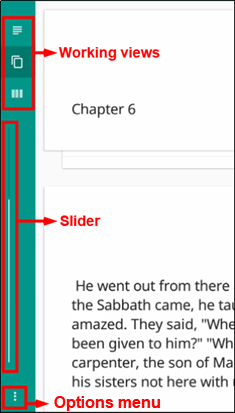 Working views
Chapter 6
Slider
He went out from there
the Sabbath came, he tau
amazed. They said, "Whe
been given to him?" "Wh
carpenter, the son of Ma
his sisters not here with u
Options menu